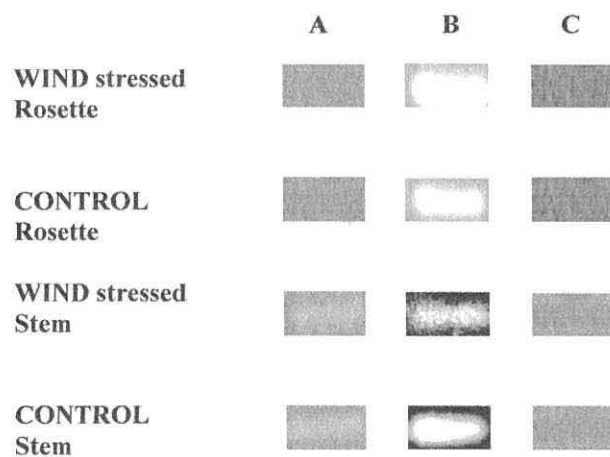 A B C
WIND stressed
Rosette
CONTROL
Rosette
WIND stressed
Stem
CONTROL
Stem